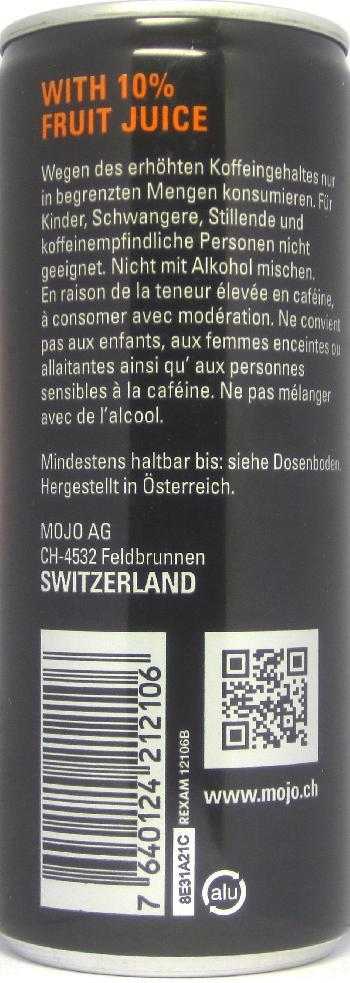 WITH 10%
FRUIT JUICE
Wegen des erhöhten Koffeingehaltes nur
in begrenzten Mengen konsumieren. Für
Kinder, Schwangere, Stillende und
koffeinempfindliche Personen nicht
geeignet. Nicht mit Alkohol mischen.
En raison de la teneur élevée en caféine,
à consomer avec modération. Ne convient
pas aux enfants, aux femmes enceintes ou
allaitantes ainsi qu' aux personnes
sensibles à la caféine. Ne pas mélanger
avec de l'alcool.
Mindestens haltbar bis: siehe Dosenboden.
Hergestellt in Österreich.
MOJO AG
CH-4532 Feldbrunnen
SWITZERLAND
7 640124 212106
8E31A21C REXAM 12106B
www.mojo.ch
alu